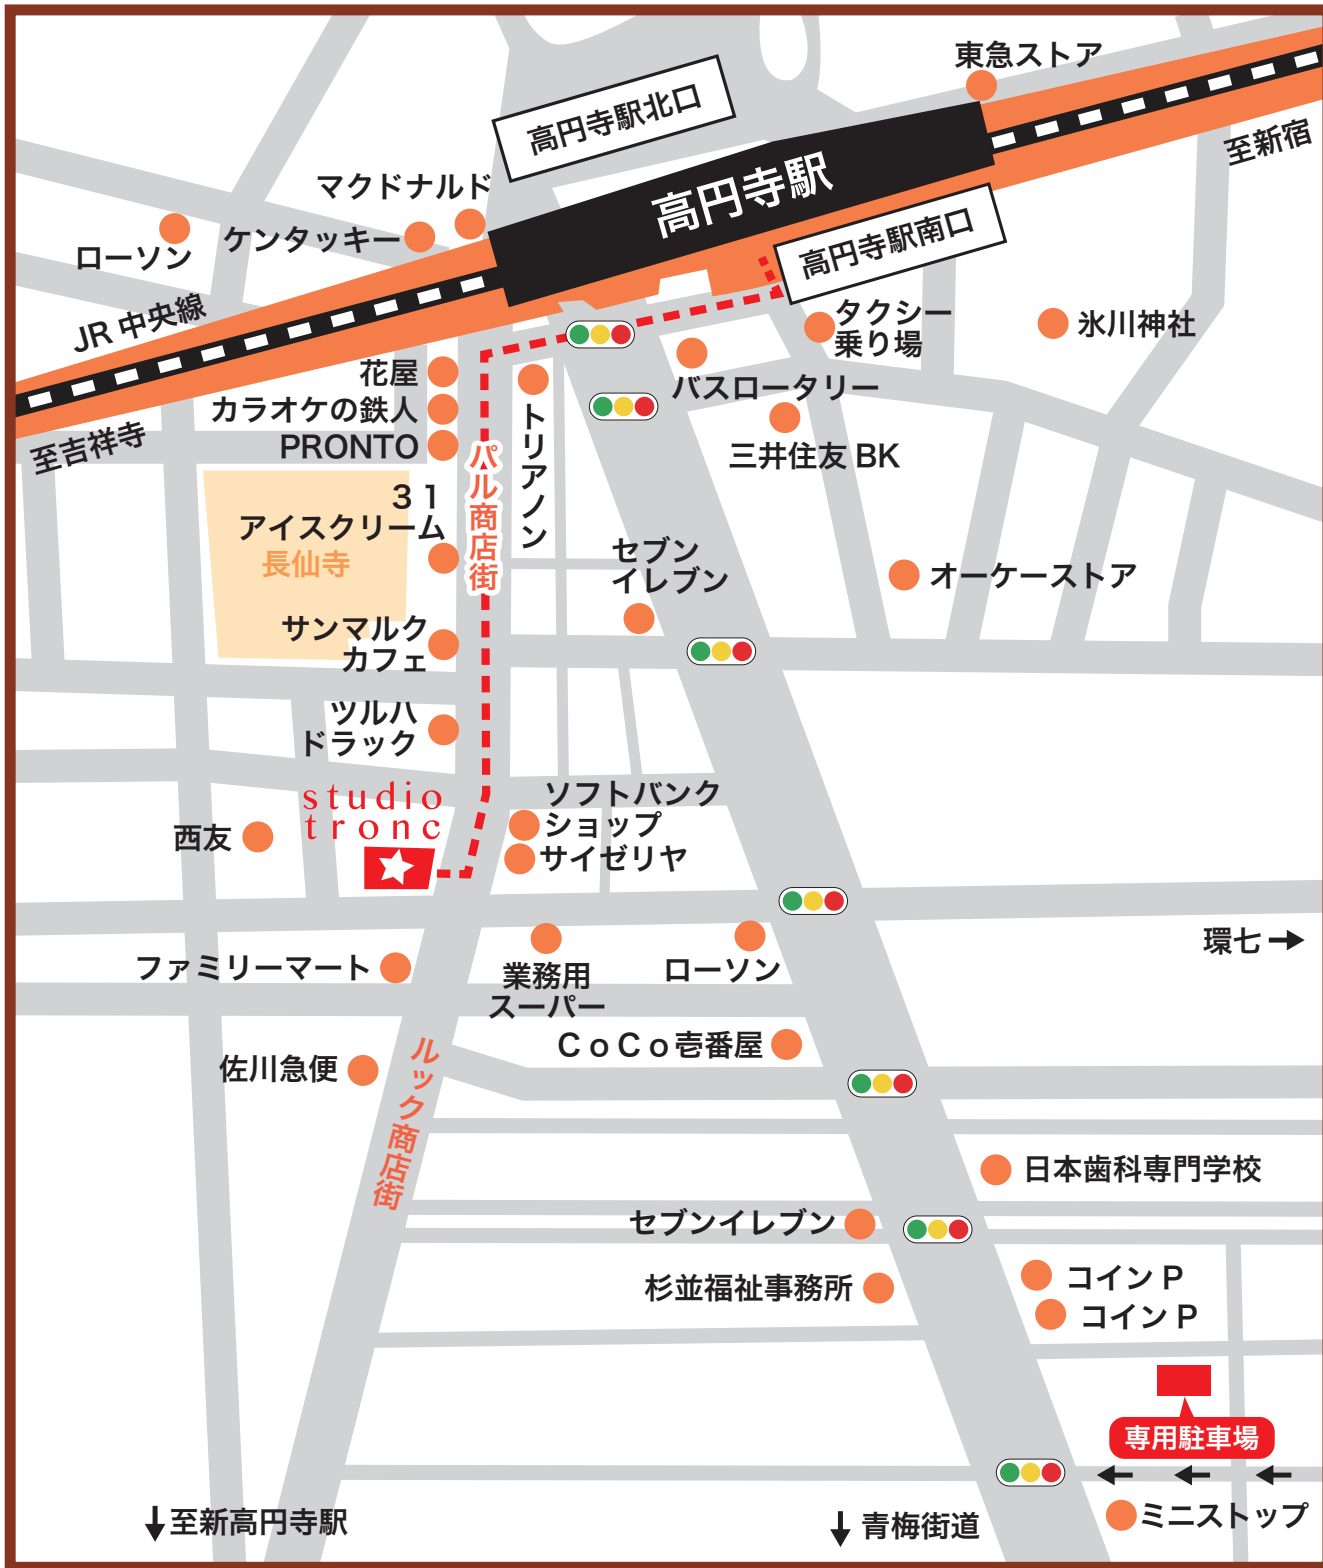 東急ストア
高円寺駅北口
至新宿
高円寺駅
マクドナルド
ケンタッキー
ローソン
高円寺駅南口
JR 中央線
タクシー
乗り場
氷川神社
花屋
カラオケの鉄人
PRONTO
至吉祥寺
トリアノン
バスロータリー
三井住友 BK
パル商店街
31
アイスクリーム
長仙寺
セブン
イレブン
オーケーストア
サンマルク
カフェ
ツルハ
ドラック
studio
tronc
西友
ソフトバンク
ショップ
サイゼリヤ
環七
ファミリーマート
業務用
スーパー
ローソン
CoCo壱番屋
佐川急便
ルック商店街
日本歯科専門学校
セブンイレブン
杉並福祉事務所
コイン P
コイン P
専用駐車場
ミニストップ
至新高円寺駅
青梅街道